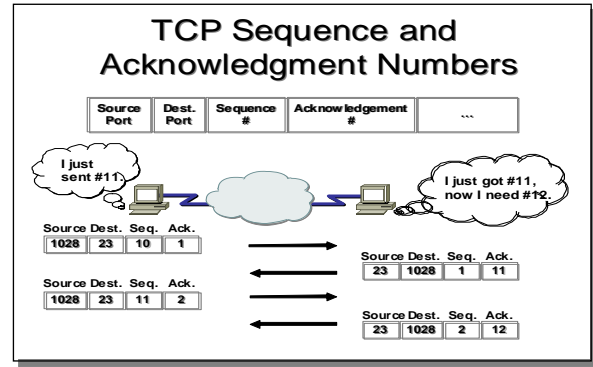 TCP Sequence and
Acknowledgment Numbers
Source Port Dest. Port Sequence # Acknowledgement # ...
I just
sent #11.
I just got #11,
now I need #12.
Source Dest. Seq. Ack.
1028 23 10 1
Source Dest. Seq. Ack.
23 1028 1 11
Source Dest. Seq. Ack.
1028 23 11 2
Source Dest. Seq. Ack.
23 1028 2 12